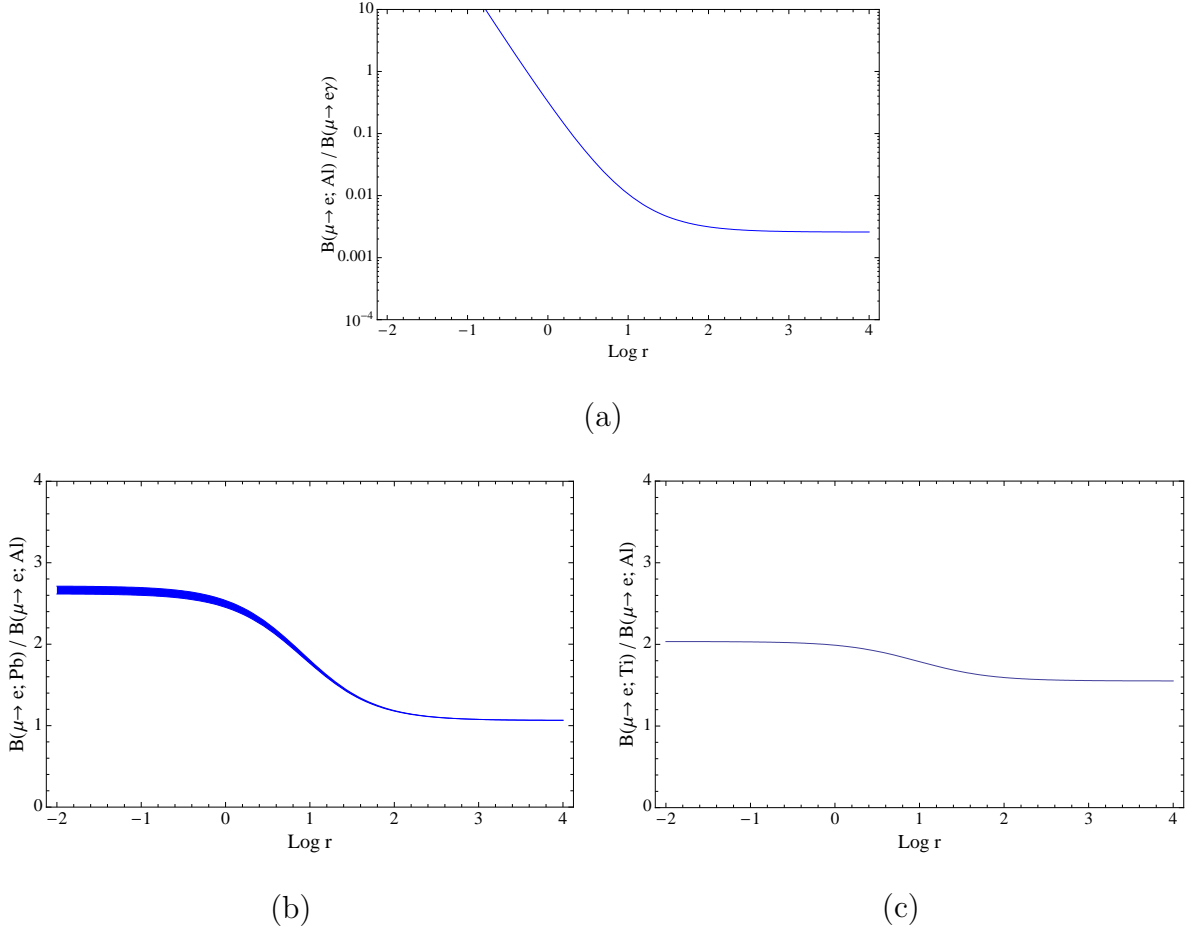 B(μ→ e; Al) / B(μ→ eγ)
10
1
0.1
0.01
0.001
10⁻⁴
−2 −1 0 1 2 3 4
Log r
(a)
B(μ→ e; Pb) / B(μ→ e; Al)
4
3
2
1
0
−2 −1 0 1 2 3 4
Log r
(b)
B(μ→ e; Ti) / B(μ→ e; Al)
4
3
2
1
0
−2 −1 0 1 2 3 4
Log r
(c)